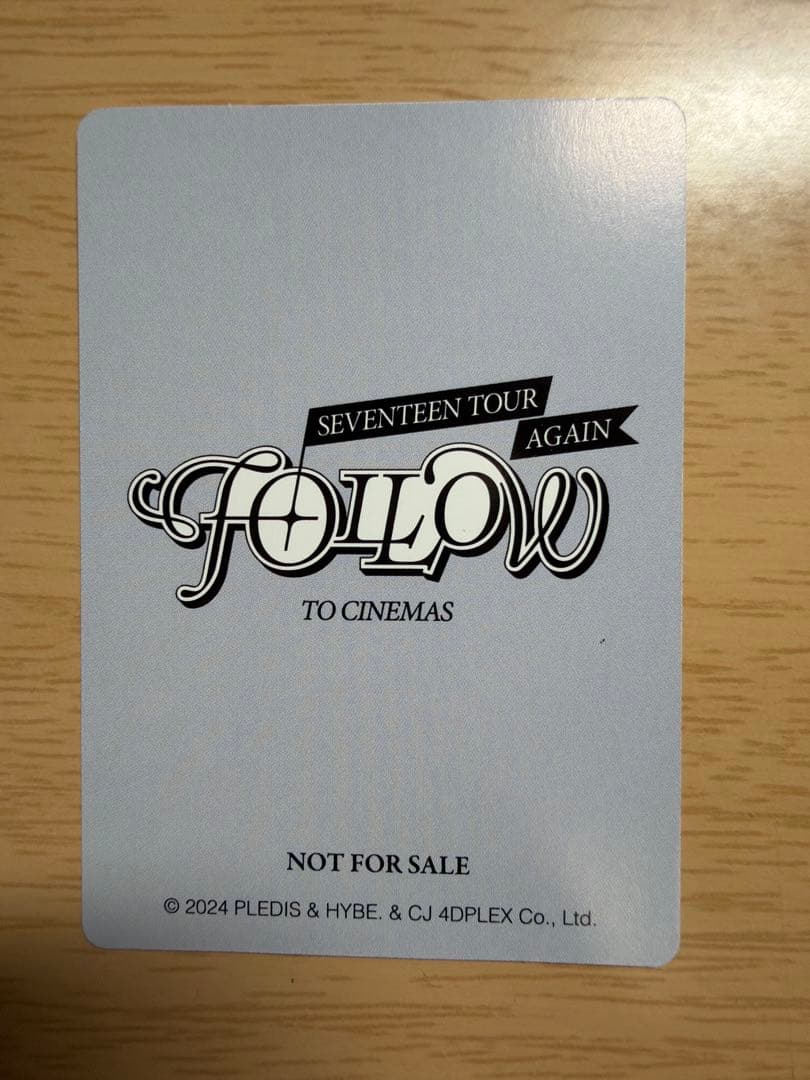 SEVENTEEN TOUR
AGAIN
FOLLOW
TO CINEMAS
NOT FOR SALE
© 2024 PLEDIS & HYBE. & CJ 4DPLEX Co., Ltd.